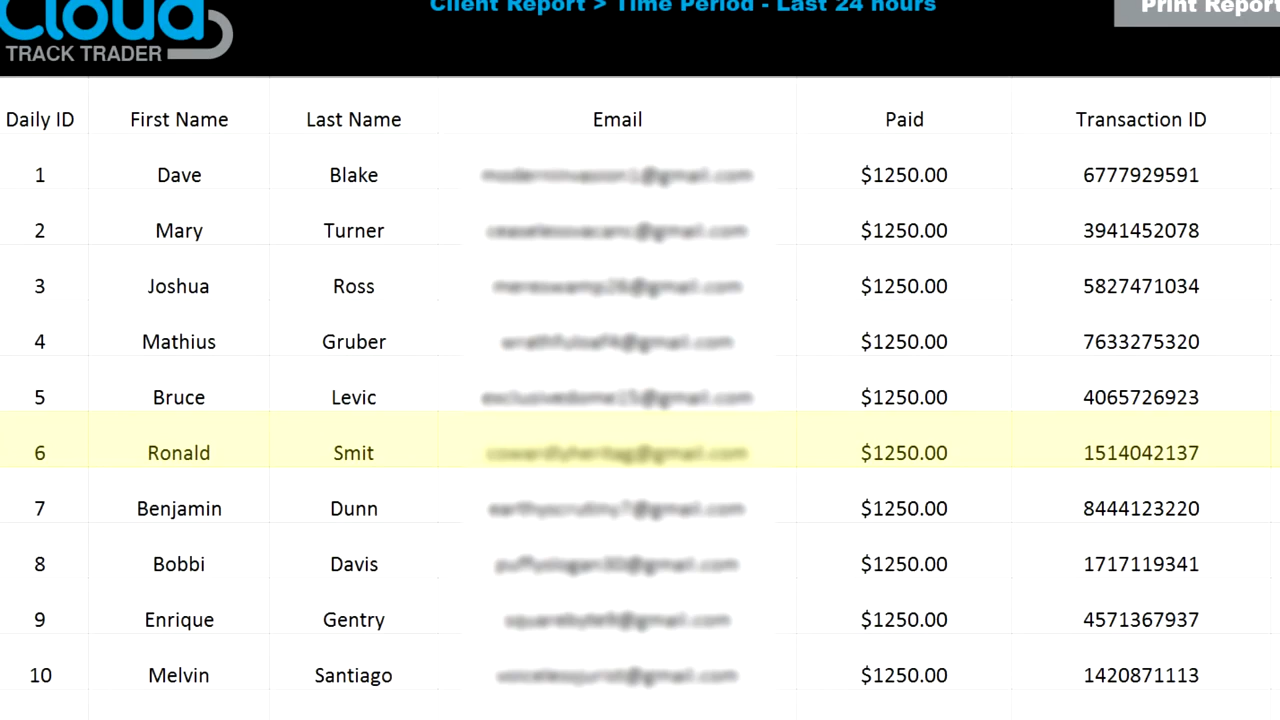 Cloud
TRACK TRADER
Client Report > Time Period - Last 24 hours
Print Report
Daily ID First Name Last Name Email Paid Transaction ID
1 Dave Blake $1250.00 6777929591
2 Mary Turner $1250.00 3941452078
3 Joshua Ross $1250.00 5827471034
4 Mathius Gruber $1250.00 7633275320
5 Bruce Levic $1250.00 4065726923
6 Ronald Smit $1250.00 1514042137
7 Benjamin Dunn $1250.00 8444123220
8 Bobbi Davis $1250.00 1717119341
9 Enrique Gentry $1250.00 4571367937
10 Melvin Santiago $1250.00 1420871113